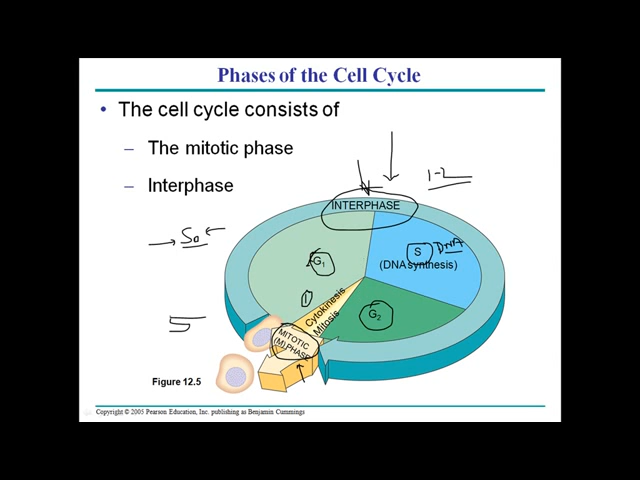 Phases of the Cell Cycle
• The cell cycle consists of
– The mitotic phase
– Interphase
1-2
INTERPHASE
S
DNA
(DNA synthesis)
G1
1
Cytokinesis
Mitosis
G2
MITOTIC
(M) PHASE
Figure 12.5
Copyright © 2005 Pearson Education, Inc. publishing as Benjamin Cummings